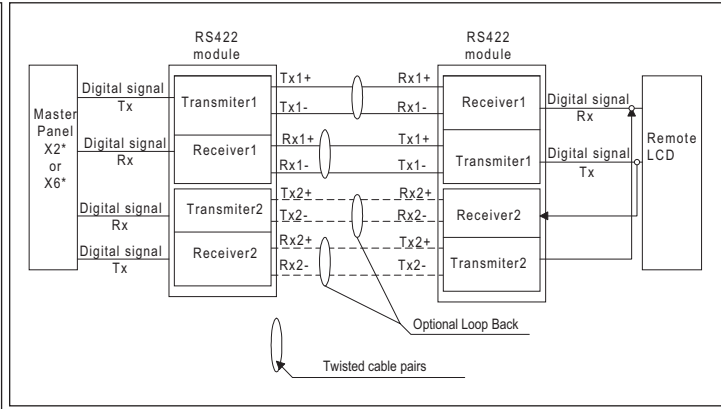 RS422
module
RS422
module
Master
Panel
X2*
or
X6*
Digital signal
Tx
Digital signal
Rx
Digital signal
Rx
Digital signal
Tx
Transmiter1
Receiver1
Transmiter2
Receiver2
Tx1+
Tx1-
Rx1+
Rx1-
Tx2+
Tx2-
Rx2+
Rx2-
Rx1+
Rx1-
Tx1+
Tx1-
Rx2+
Rx2-
Tx2+
Tx2-
Receiver1
Transmiter1
Receiver2
Transmiter2
Digital signal
Rx
Digital signal
Tx
Remote
LCD
Optional Loop Back
Twisted cable pairs